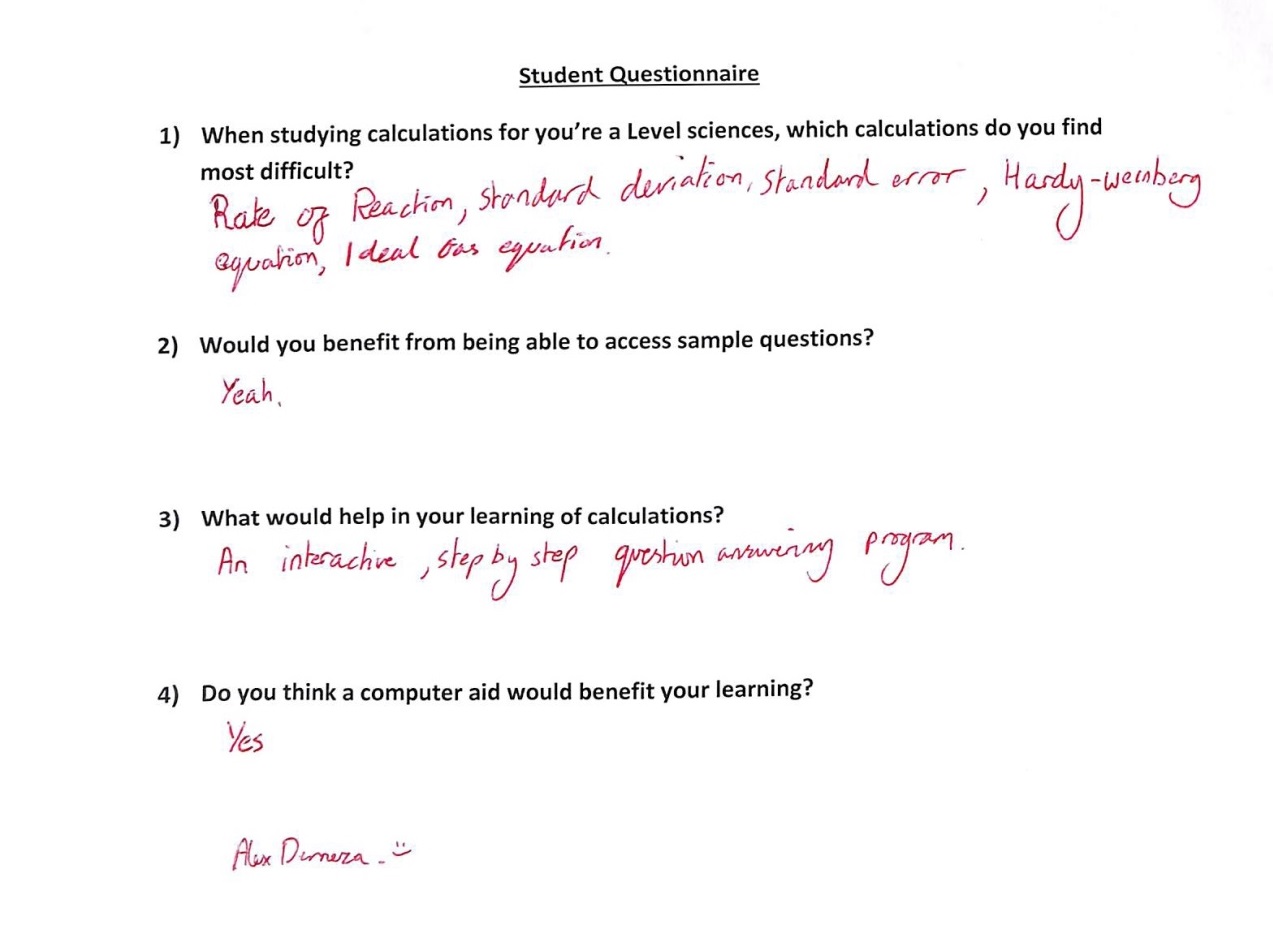 Student Questionnaire
1) When studying calculations for you're a Level sciences, which calculations do you find
most difficult?
Rate of Reaction, standard deviation, standard error, Hardy-weinberg
equation, Ideal Gas equation.
2) Would you benefit from being able to access sample questions?
Yeah.
3) What would help in your learning of calculations?
An interactive, step by step question answering program.
4) Do you think a computer aid would benefit your learning?
Yes
Alex